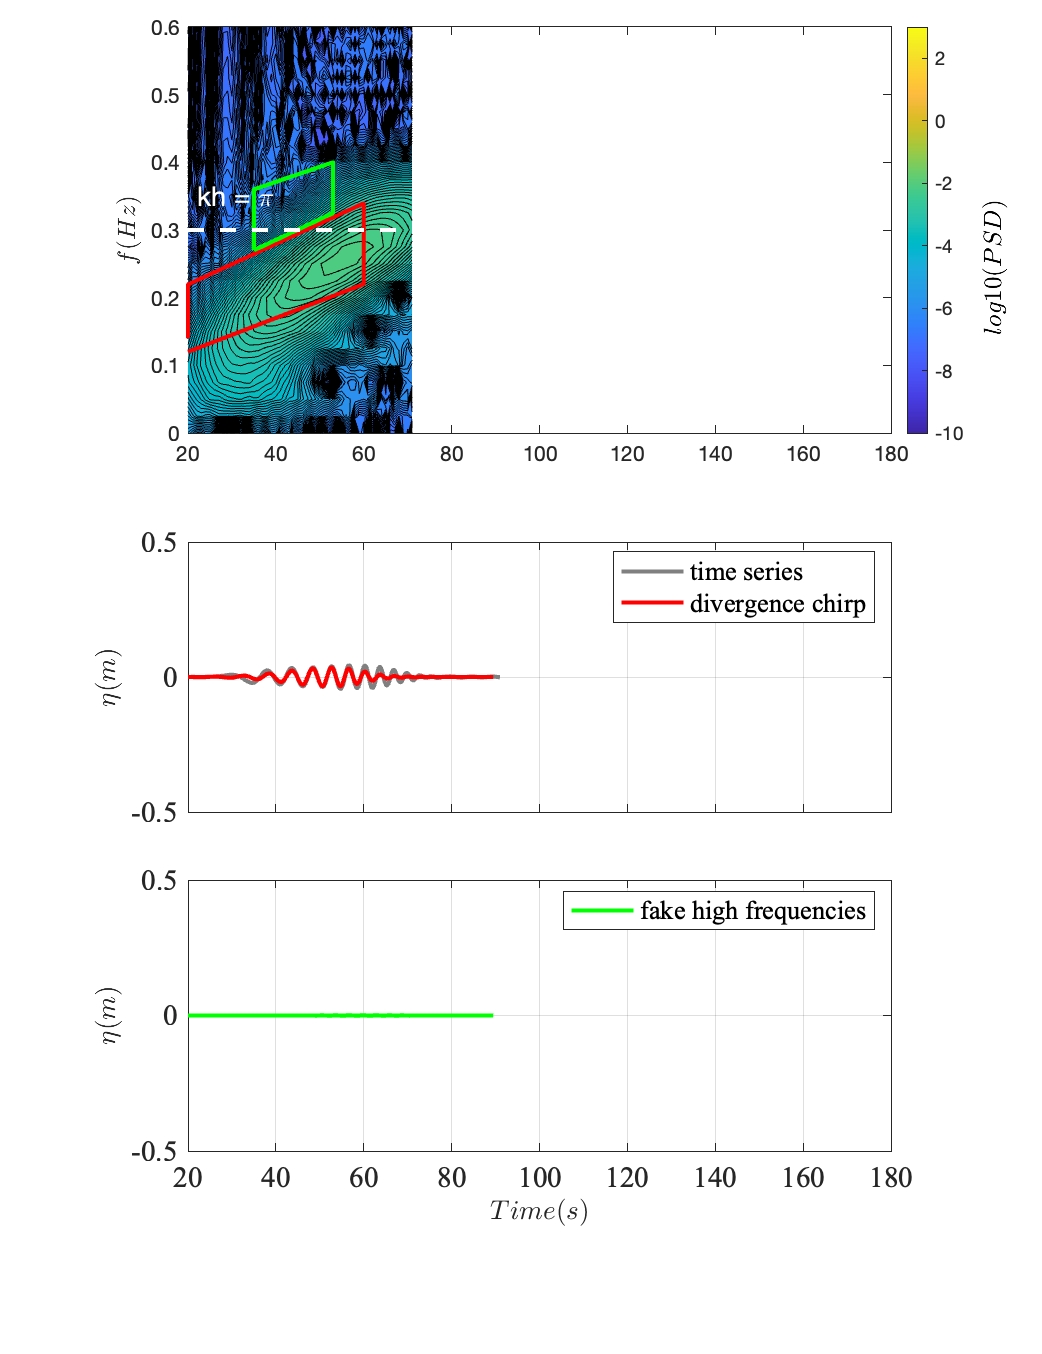 0.6
0.5
0.4
0.3
0.2
0.1
0
f(Hz)
kh = π
20 40 60 80 100 120 140 160 180
2
0
-2
-4
-6
-8
-10
log10(PSD)
0.5
0
-0.5
η(m)
time series
divergence chirp
0.5
0
-0.5
η(m)
fake high frequencies
20 40 60 80 100 120 140 160 180
Time(s)